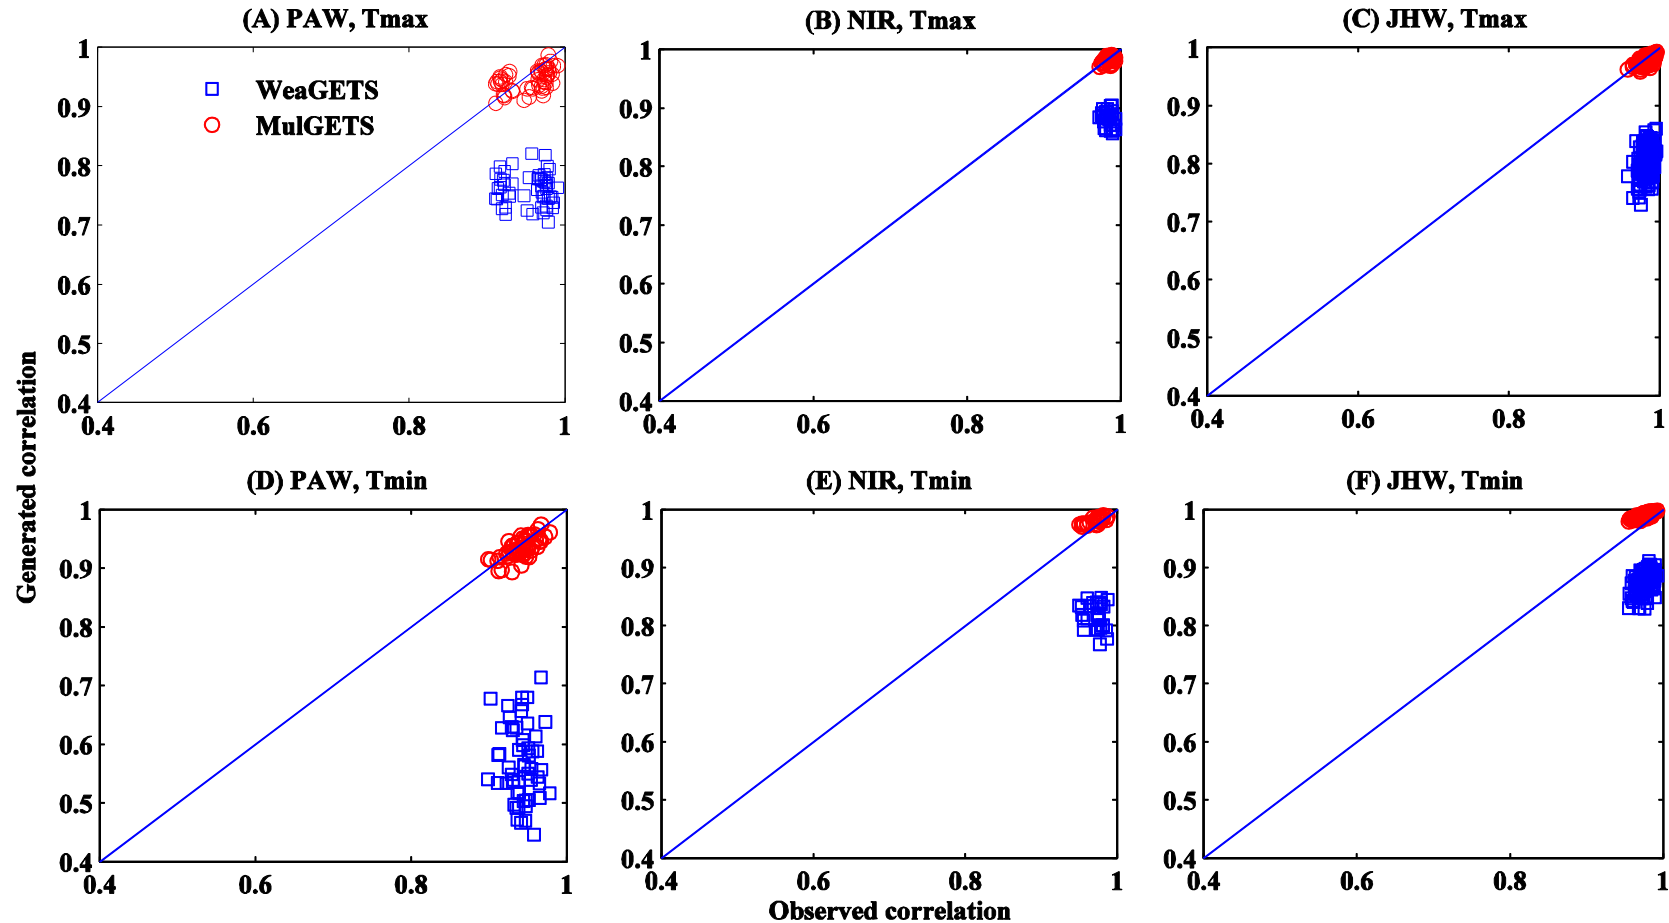 (A) PAW, Tmax
(B) NIR, Tmax
(C) JHW, Tmax
1
0.9
0.8
0.7
0.6
0.5
0.4
0.4 0.6 0.8 1
WeaGETS
MulGETS
1
0.9
0.8
0.7
0.6
0.5
0.4
0.4 0.6 0.8 1
1
0.9
0.8
0.7
0.6
0.5
0.4
0.4 0.6 0.8 1
Generated correlation
(D) PAW, Tmin
(E) NIR, Tmin
(F) JHW, Tmin
1
0.9
0.8
0.7
0.6
0.5
0.4
0.4 0.6 0.8 1
1
0.9
0.8
0.7
0.6
0.5
0.4
0.4 0.6 0.8 1
1
0.9
0.8
0.7
0.6
0.5
0.4
0.4 0.6 0.8 1
Observed correlation